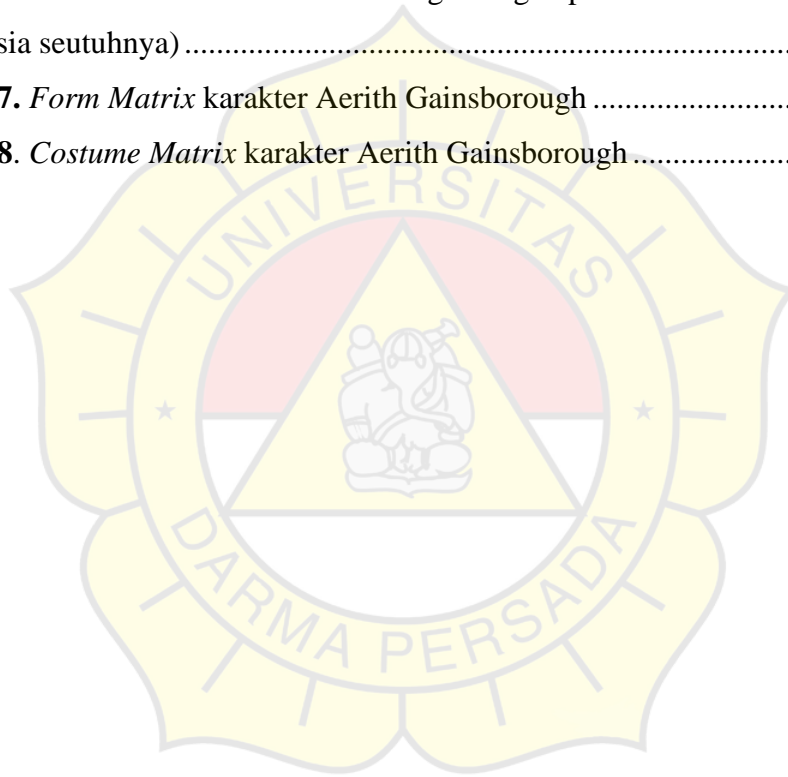 sia seutuhnya) ........................................................................
7. Form Matrix karakter Aerith Gainsborough .........................
8. Costume Matrix karakter Aerith Gainsborough ....................
UNIVERSITAS
DARMA PERSADA